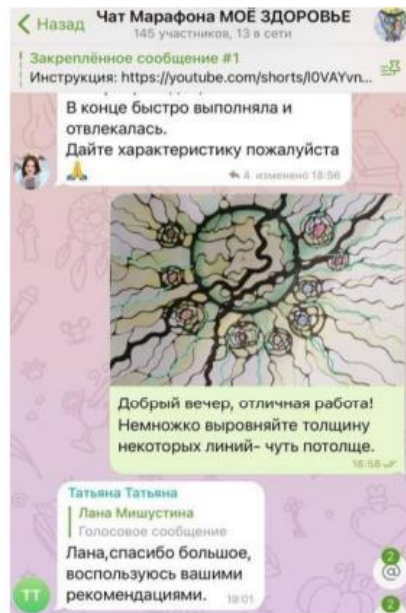 Назад
Чат Марафона МОЁ ЗДОРОВЬЕ
145 участников, 13 в сети
Закреплённое сообщение #1
Инструкция: https://youtube.com/shorts/l0VAYvn...
В конце быстро выполняла и
отвлекалась.
Дайте характеристику пожалуйста
4 изменено 18:56
Добрый вечер, отличная работа!
Немножко выровняйте толщину
некоторых линий- чуть потолще.
18:58
Татьяна Татьяна
Лана Мишустина
Голосовое сообщение
Лана,спасибо большое,
воспользуюсь вашими
рекомендациями. 19:01
ТТ
2
@
2